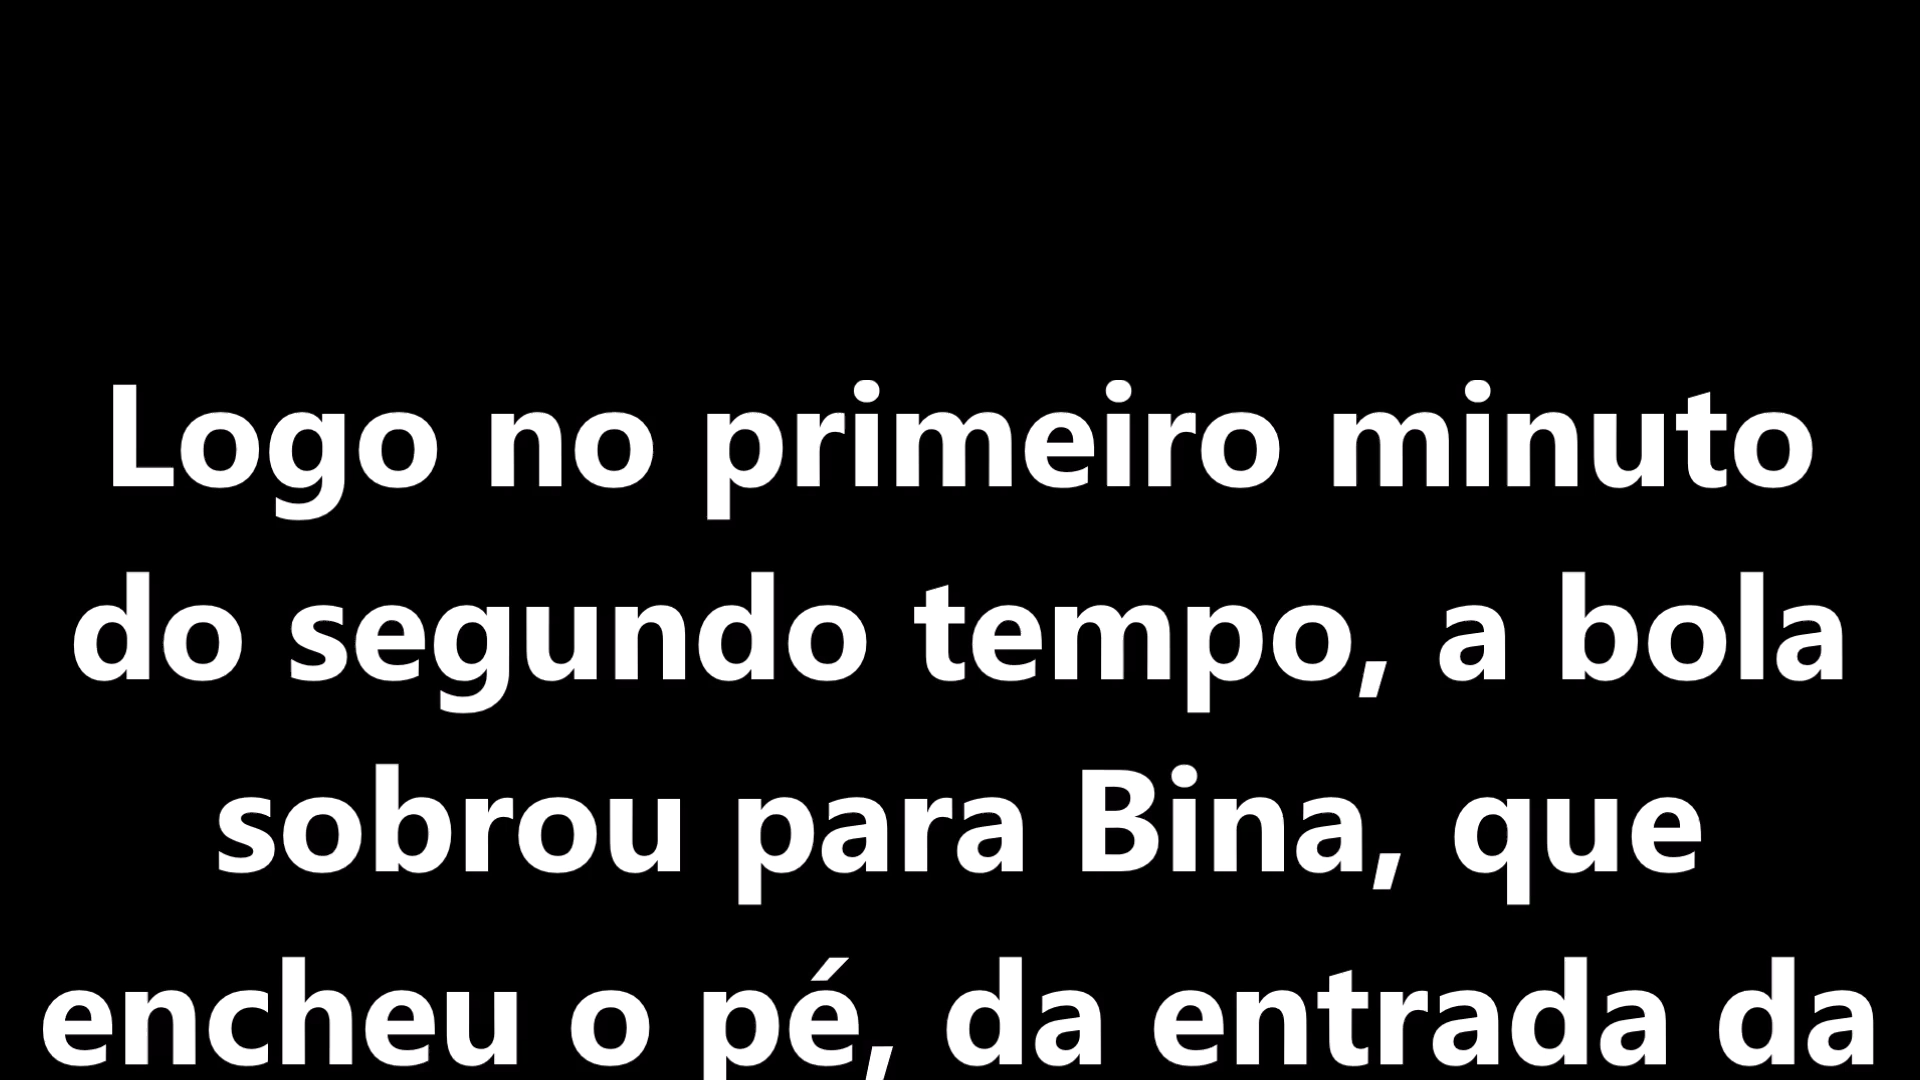 Logo no primeiro minuto
do segundo tempo, a bola
sobrou para Bina, que
encheu o pé, da entrada da